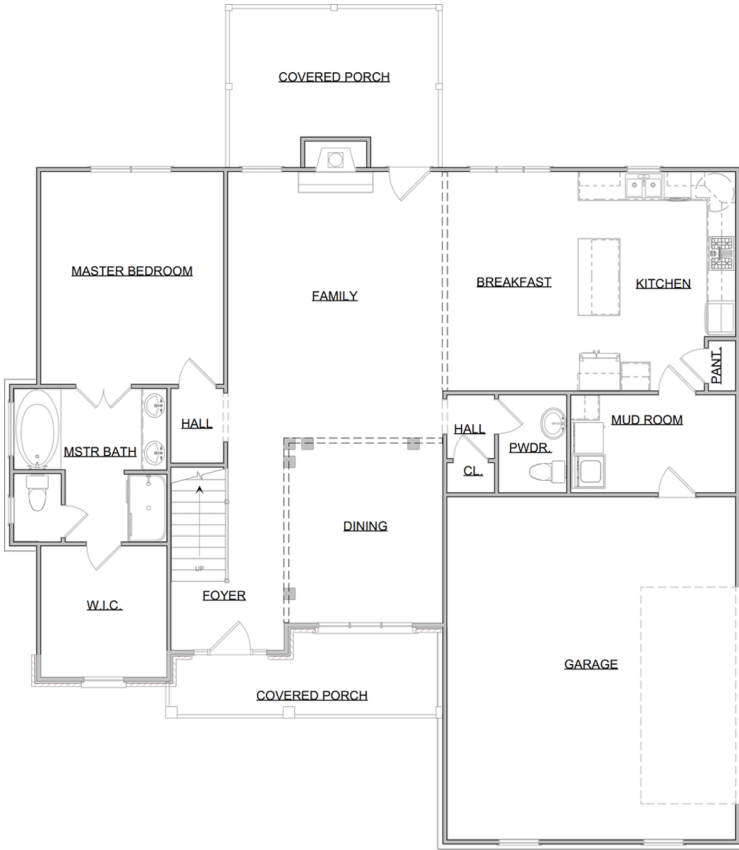 COVERED PORCH
MASTER BEDROOM
FAMILY
BREAKFAST
KITCHEN
PANT.
HALL
MSTR BATH
HALL
PWDR.
MUD ROOM
CL.
DINING
UP
FOYER
W.I.C.
GARAGE
COVERED PORCH